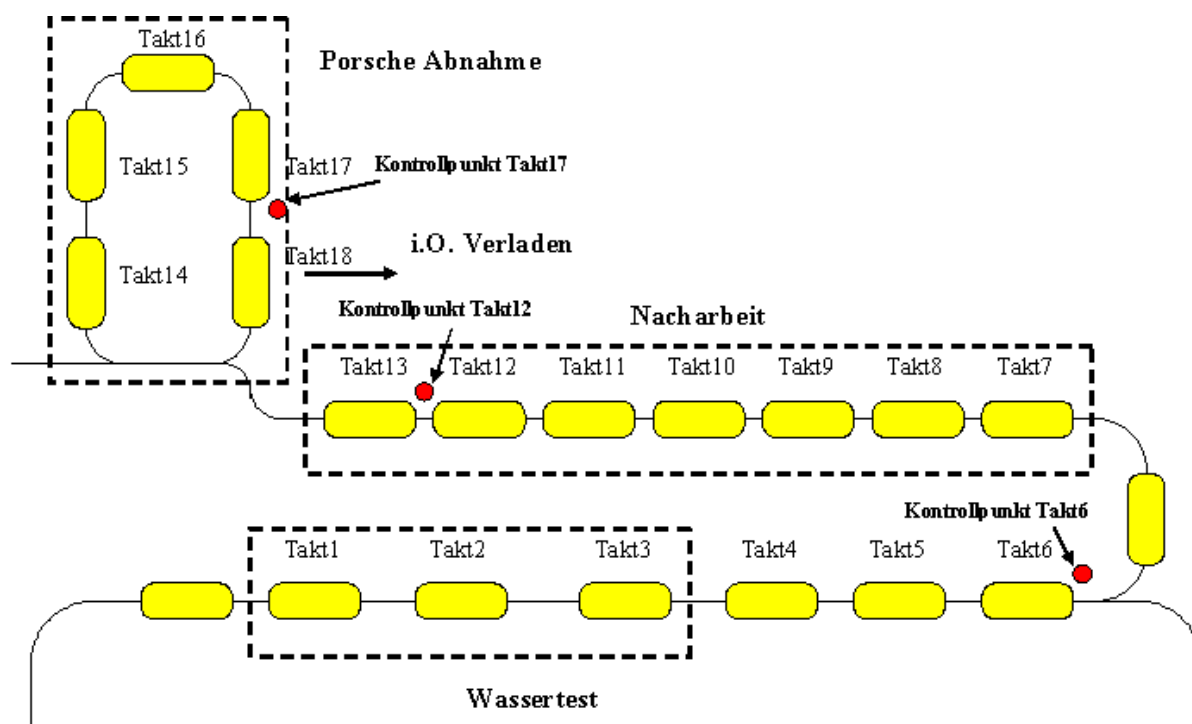 Takt16
Porsche Abnahme
Takt15
Takt17
Kontrollpunkt Takt17
Takt14
Takt18
i.O. Verladen
Kontrollpunkt Takt12
Nacharbeit
Takt13
Takt12
Takt11
Takt10
Takt9
Takt8
Takt7
Kontrollpunkt Takt6
Takt1
Takt2
Takt3
Takt4
Takt5
Takt6
Wassertest